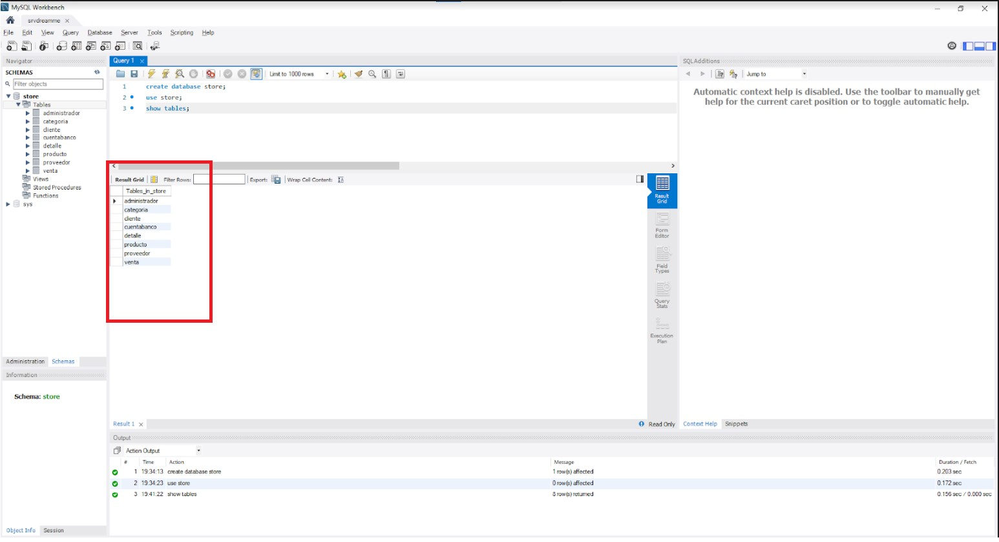 MySQL Workbench
srvdreamme
File Edit View Query Database Server Tools Scripting Help
Navigator
SCHEMAS
Filter objects
store
Tables
administrador
categoria
cliente
cuentabanco
detalle
producto
proveedor
venta
Views
Stored Procedures
Functions
sys
Administration Schemas
Information
Schema: store
Object Info Session
Query 1
Limit to 1000 rows
1 create database store;
2 use store;
3 show tables;
Result Grid Filter Rows: Export: Wrap Cell Content:
Tables_in_store
administrador
categoria
cliente
cuentabanco
detalle
producto
proveedor
venta
Result Grid
Form Editor
Field Types
Query Stats
Execution Plan
Result 1 Read Only
SQLAdditions
Jump to
Automatic context help is disabled. Use the toolbar to manually get
help for the current caret position or to toggle automatic help.
Context Help Snippets
Output
Action Output
# Time Action Message Duration / Fetch
1 19:34:13 create database store 1 row(s) affected 0.203 sec
2 19:34:23 use store 0 row(s) affected 0.172 sec
3 19:41:22 show tables 8 row(s) returned 0.156 sec / 0.000 sec